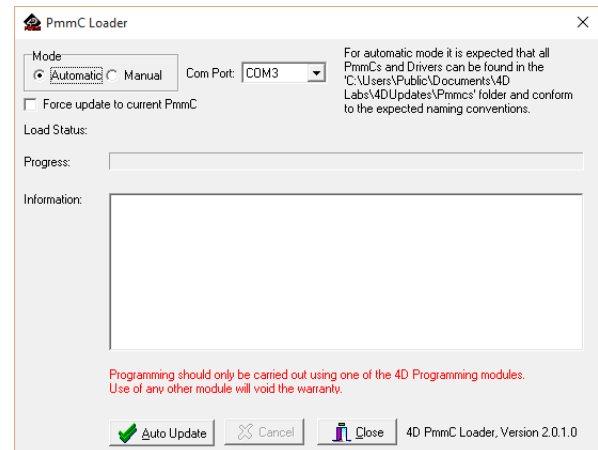 PmmC Loader
Mode
Automatic Manual
Com Port: COM3
For automatic mode it is expected that all
PmmCs and Drivers can be found in the
'C:\Users\Public\Documents\4D
Labs\4DUpdates\Pmmcs' folder and conform
to the expected naming conventions.
Force update to current PmmC
Load Status:
Progress:
Information:
Programming should only be carried out using one of the 4D Programming modules.
Use of any other module will void the warranty.
Auto Update Cancel Close 4D PmmC Loader, Version 2.0.1.0